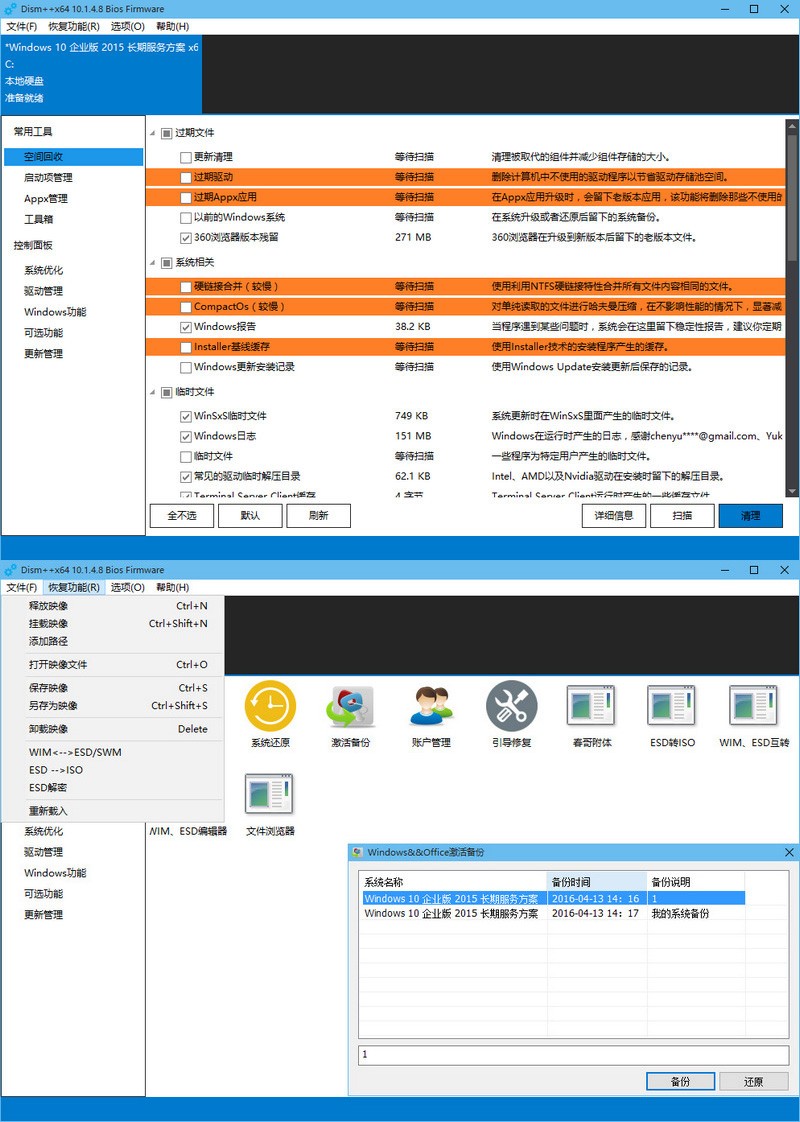 Dism++x64 10.1.4.8 Bios Firmware
文件(F) 恢复功能(R) 选项(O) 帮助(H)
*Windows 10 企业版 2015 长期服务方案 x6
C:
本地硬盘
准备就绪
常用工具
空间回收
启动项管理
Appx管理
工具箱
控制面板
系统优化
驱动管理
Windows功能
可选功能
更新管理
过期文件
更新清理 等待扫描 清理被取代的组件并减少组件存储的大小。
过期驱动 等待扫描 删除计算机中不使用的驱动程序以节省驱动存储池空间。
过期Appx应用 等待扫描 在Appx应用升级时，会留下老版本应用，该功能将删除那些不使用的
以前的Windows系统 等待扫描 在系统升级或者还原后留下的系统备份。
360浏览器版本残留 271 MB 360浏览器在升级到新版本后留下的老版本文件。
系统相关
硬链接合并（较慢） 等待扫描 使用利用NTFS硬链接特性合并所有文件内容相同的文件。
CompactOs（较慢） 等待扫描 对单纯读取的文件进行哈夫曼压缩，在不影响性能的情况下，显著减
Windows报告 38.2 KB 当程序遇到某些问题时，系统会在这里留下稳定性报告，建议你定期
Installer基线缓存 等待扫描 使用Installer技术的安装程序产生的缓存。
Windows更新安装记录 等待扫描 使用Windows Update安装更新后保存的记录。
临时文件
WinSxS临时文件 749 KB 系统更新时在WinSxS里面产生的临时文件。
Windows日志 151 MB Windows在运行时产生的日志，感谢chenyu****@gmail.com、Yuk
临时文件 等待扫描 一些程序为特定用户产生的临时文件。
常见的驱动临时解压目录 62.1 KB Intel、AMD以及Nvidia驱动在安装时留下的解压目录。
Terminal Server Client缓存 4 字节 Terminal Server Client运行时产生的一些缓存文件
全不选 默认 刷新 详细信息 扫描 清理
Dism++x64 10.1.4.8 Bios Firmware
文件(F) 恢复功能(R) 选项(O) 帮助(H)
释放映像 Ctrl+N
挂载映像 Ctrl+Shift+N
添加路径
打开映像文件 Ctrl+O
保存映像 Ctrl+S
另存为映像 Ctrl+Shift+S
卸载映像 Delete
WIM<-->ESD/SWM
ESD -->ISO
ESD解密
重新载入
系统优化
驱动管理
Windows功能
可选功能
更新管理
系统还原 激活备份 账户管理 引导修复 春哥附体 ESD转ISO WIM、ESD互转
WIM、ESD编辑器 文件浏览器
Windows&&Office激活备份
系统名称 备份时间 备份说明
Windows 10 企业版 2015 长期服务方案 2016-04-13 14：16 1
Windows 10 企业版 2015 长期服务方案 2016-04-13 14：17 我的系统备份
1
备份 还原